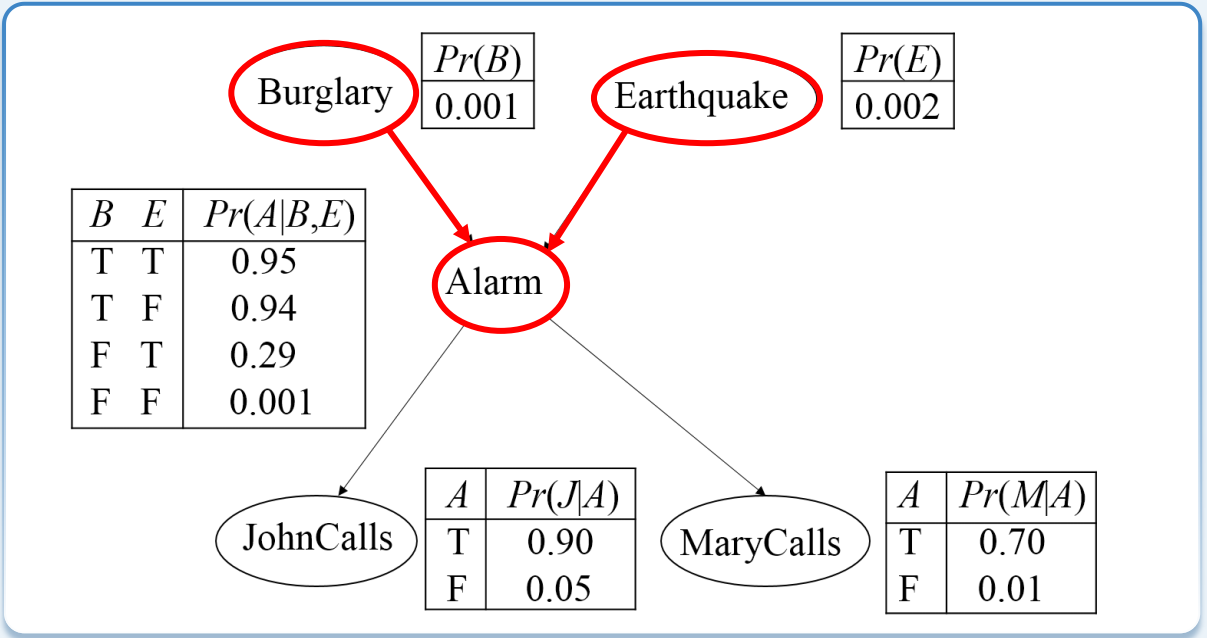 Burglary
Pr(B)
0.001
Earthquake
Pr(E)
0.002
B E Pr(A|B,E)
T T 0.95
T F 0.94
F T 0.29
F F 0.001
Alarm
JohnCalls
A Pr(J|A)
T 0.90
F 0.05
MaryCalls
A Pr(M|A)
T 0.70
F 0.01